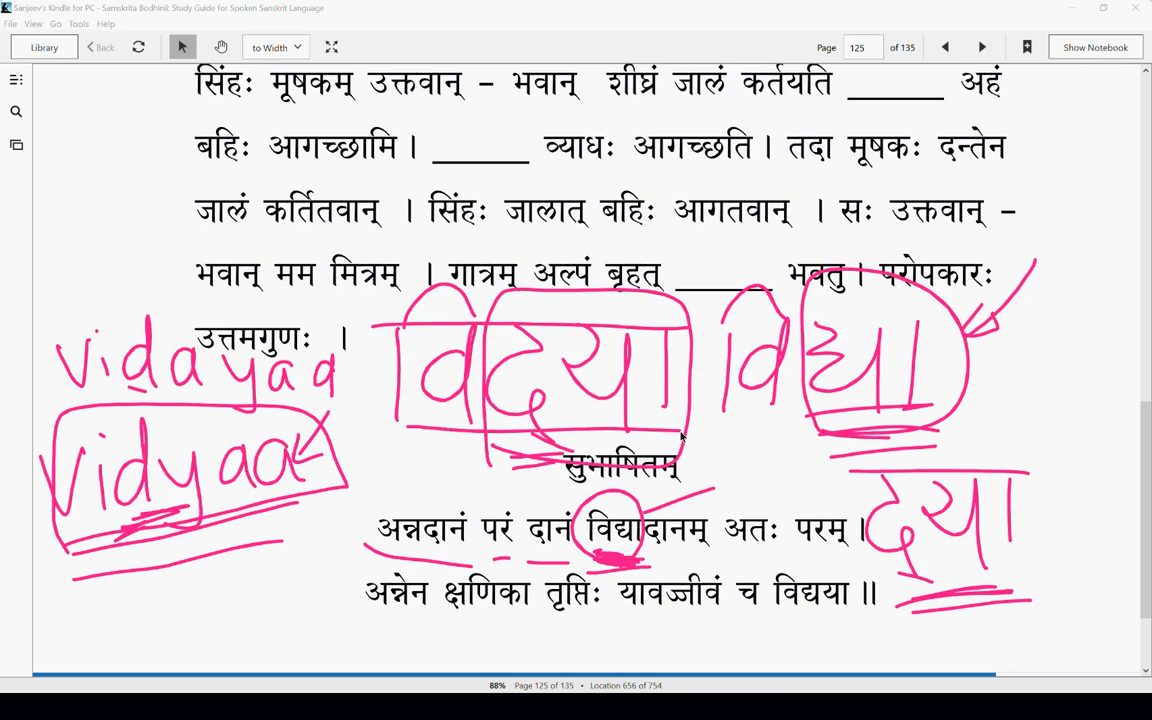 Sanjeev's Kindle for PC - Samskrita Bodhinii: Study Guide for Spoken Sanskrit Language
File View Go Tools Help
Library Back to Width Page 125 of 135 Show Notebook
सिंहः मूषकम् उक्तवान् - भवान् शीघ्रं जालं कर्तयति ______ अहं
बहिः आगच्छामि । ______ व्याधः आगच्छति । तदा मूषकः दन्तेन
जालं कर्तितवान् । सिंहः जालात् बहिः आगतवान् । सः उक्तवान् -
भवान् मम मित्रम् । गात्रम् अल्पं बृहत् ______ भवतु । परोपकारः
उत्तमगुणः ।
vidayaa विद्या विद्या
vidyaa
सुभाषितम्
अन्नदानं परं दानं विद्यादानम् अतः परम् । द्या
अन्नेन क्षणिका तृप्तिः यावज्जीवं च विद्यया ॥
88% Page 125 of 135 • Location 656 of 754